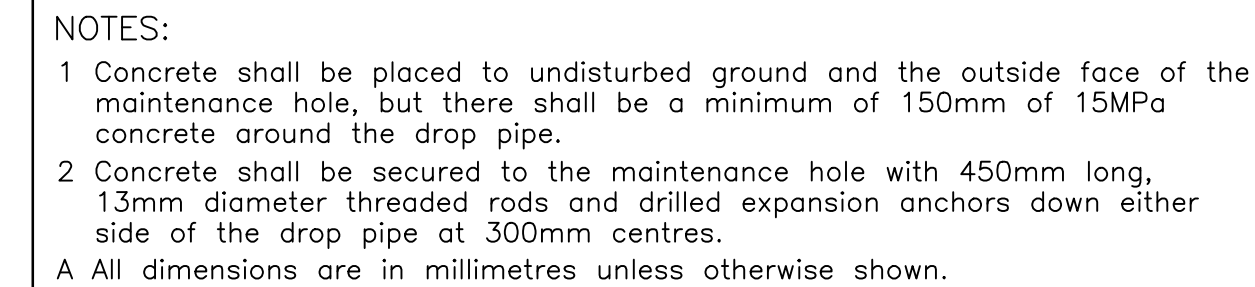 NOTES:
1 Concrete shall be placed to undisturbed ground and the outside face of the
maintenance hole, but there shall be a minimum of 150mm of 15MPa
concrete around the drop pipe.
2 Concrete shall be secured to the maintenance hole with 450mm long,
13mm diameter threaded rods and drilled expansion anchors down either
side of the drop pipe at 300mm centres.
A All dimensions are in millimetres unless otherwise shown.